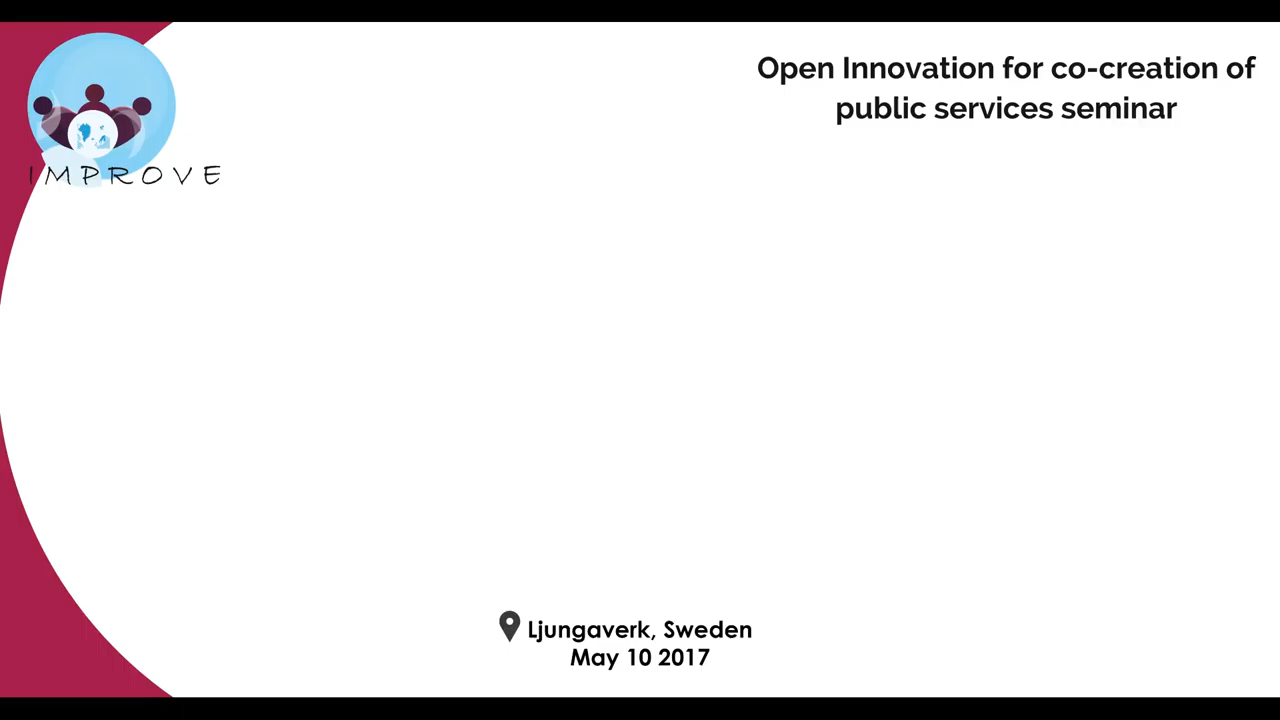 IMPROVE
Open Innovation for co-creation of
public services seminar
Ljungaverk, Sweden
May 10 2017